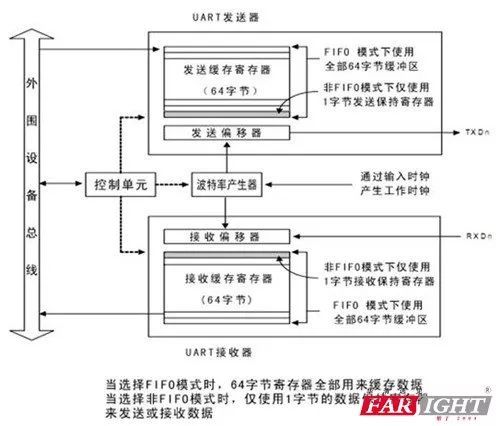 UART发送器
发送缓存寄存器
(64字节)
FIFO 模式下使用
全部64字节缓冲区
非FIFO模式下仅使用
1字节发送保持寄存器
发送偏移器
TXDn
外围设备总线
控制单元
波特率产生器
通过输入时钟
产生工作时钟
接收偏移器
RXDn
接收缓存寄存器
(64字节)
非FIFO模式下仅使用
1字节接收保持寄存器
FIFO 模式下使用
全部64字节缓冲区
UART接收器
当选择FIFO模式时，64字节寄存器全部用来缓存数据
当选择非FIFO模式时，仅使用1字节的数据
来发送或接收数据
FARSIGHT
®